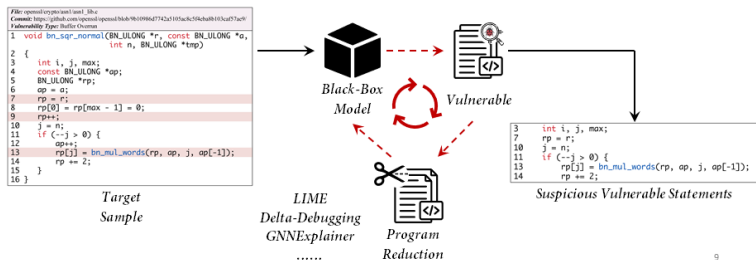 File: openssl/crypto/asn1/asn1_lib.c
Commit: https://github.com/openssl/openssl/blob/9b10986d7742a5105ac8c5f4eba8b103caf57ae9/
Vulnerability Type: Buffer Overrun
1 void bn_sqr_normal(BN_ULONG *r, const BN_ULONG *a,
int n, BN_ULONG *tmp)
2 {
3 int i, j, max;
4 const BN_ULONG *ap;
5 BN_ULONG *rp;
6 ap = a;
7 rp = r;
8 rp[0] = rp[max - 1] = 0;
9 rp++;
10 j = n;
11 if (--j > 0) {
12 ap++;
13 rp[j] = bn_mul_words(rp, ap, j, ap[-1]);
14 rp += 2;
15 }
16 }
Target
Sample
Black-Box
Model
Vulnerable
LIME
Delta-Debugging
GNNExplainer
......
Program
Reduction
3 int i, j, max;
7 rp = r;
10 j = n;
11 if (--j > 0) {
13 rp[j] = bn_mul_words(rp, ap, j, ap[-1]);
14 rp += 2;
Suspicious Vulnerable Statements
9